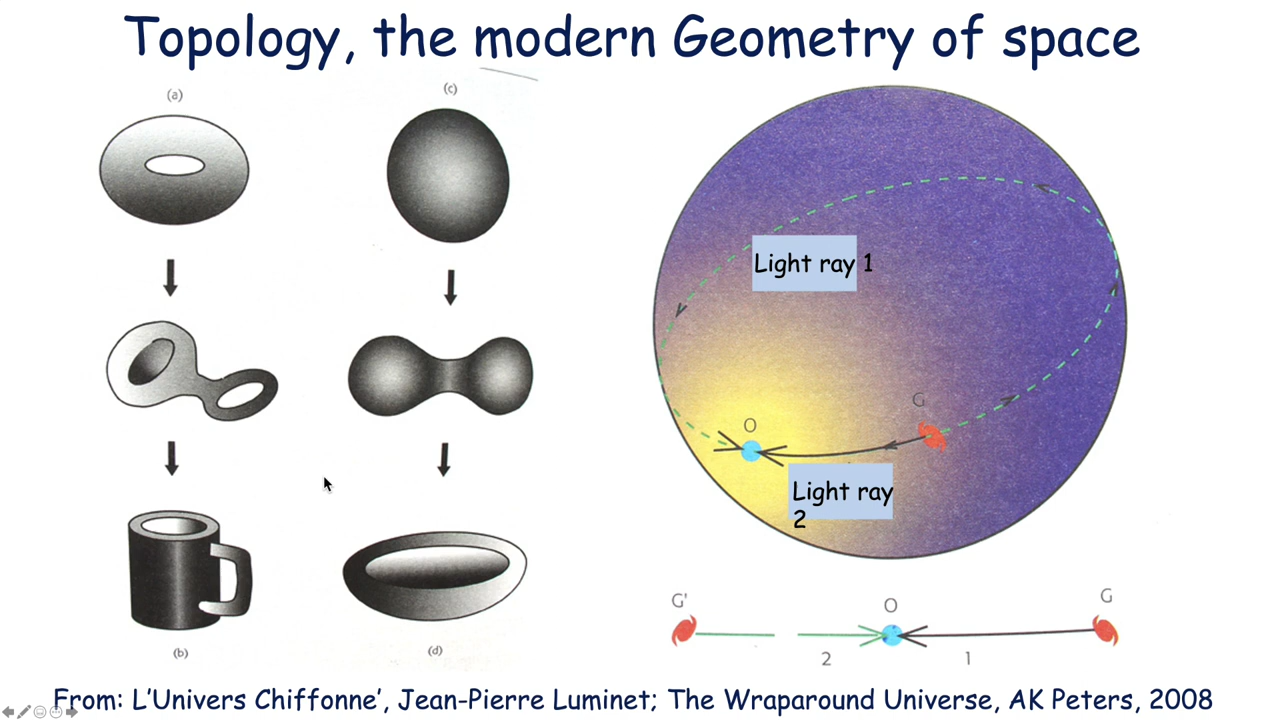 Topology, the modern Geometry of space
(a)
(c)
(b)
(d)
Light ray 1
O
G
Light ray
2
G'
O
G
2
1
From: L'Univers Chiffonne', Jean-Pierre Luminet; The Wraparound Universe, AK Peters, 2008